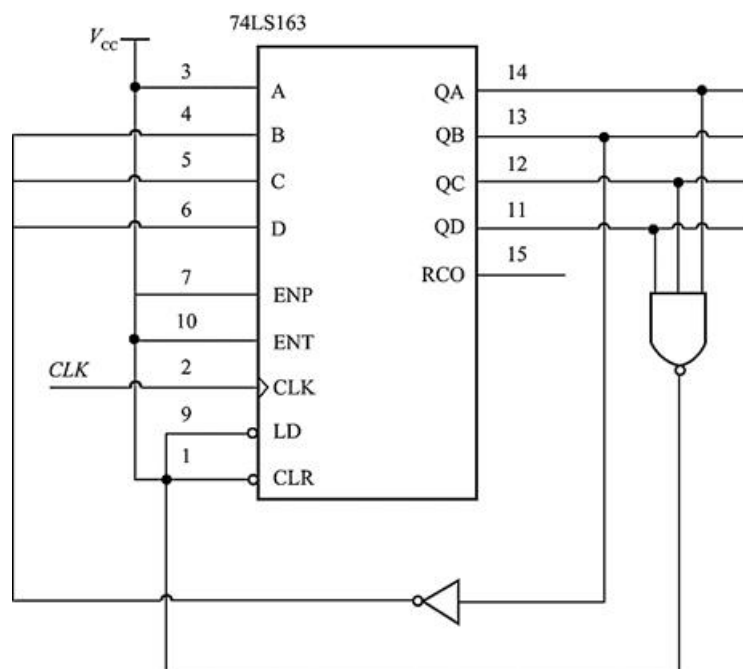 74LS163
Vcc
3 A QA 14
4 B QB 13
5 C QC 12
6 D QD 11
RCO 15
7 ENP
10 ENT
CLK 2 CLK
9 LD
1 CLR